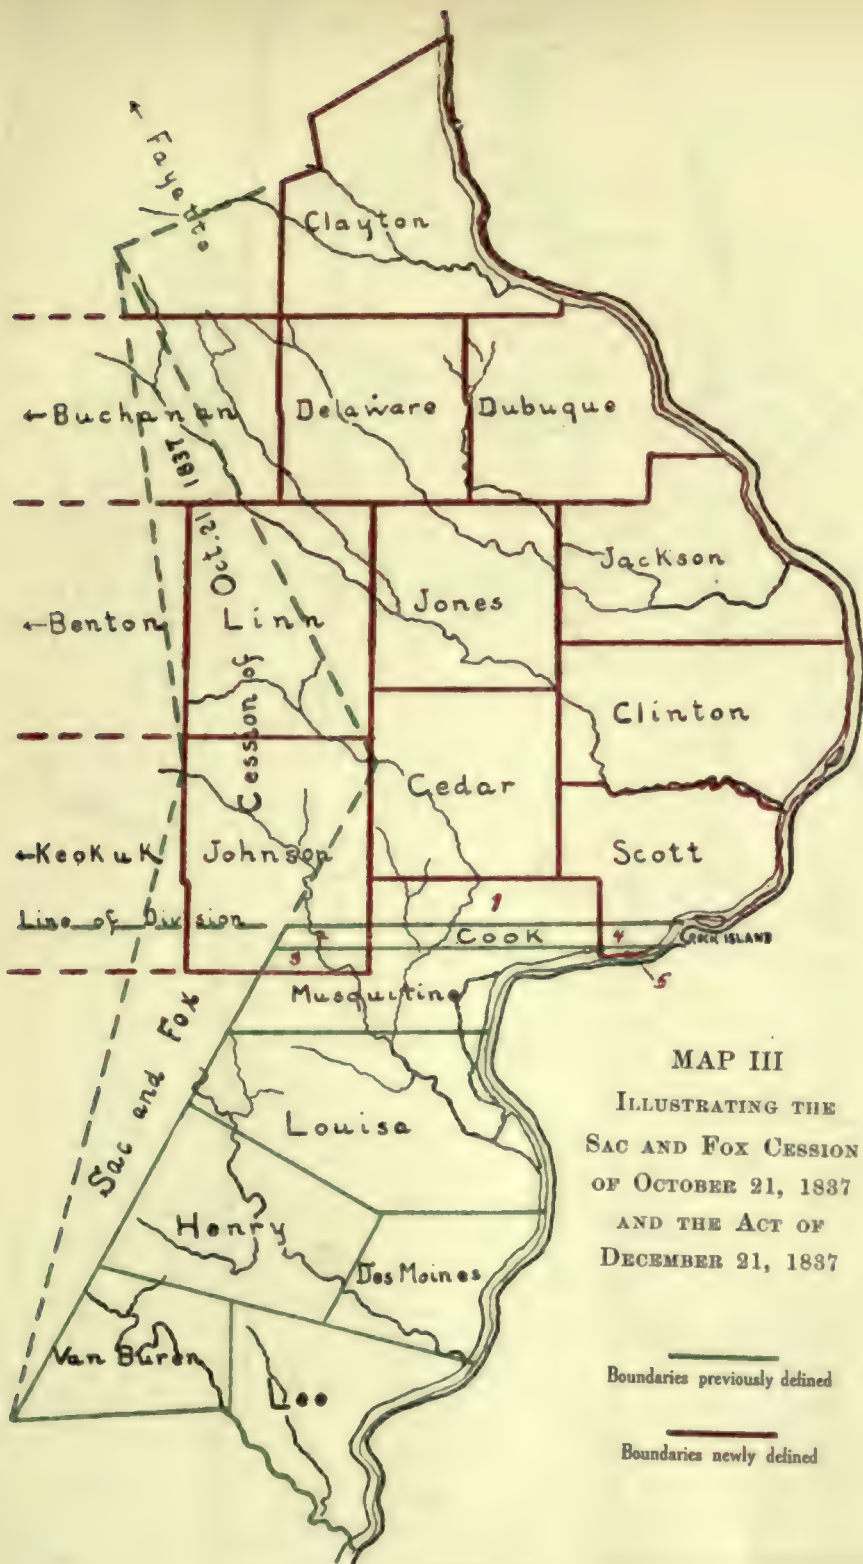 ← Fayette
Clayton
← Buchanan
Delaware
Dubuque
Cession of Oct. 21 1837
Jackson
← Benton
Linn
Jones
Clinton
Cedar
← Keokuk
Johnson
Scott
1
Line of Division
2
Cook
4
ROCK ISLAND
3
5
Musquitine
Sac and Fox
MAP III
ILLUSTRATING THE
SAC AND FOX CESSION
OF OCTOBER 21, 1837
AND THE ACT OF
DECEMBER 21, 1837
Louisa
Henry
Des Moines
Van Buren
Lee
Boundaries previously defined
Boundaries newly defined